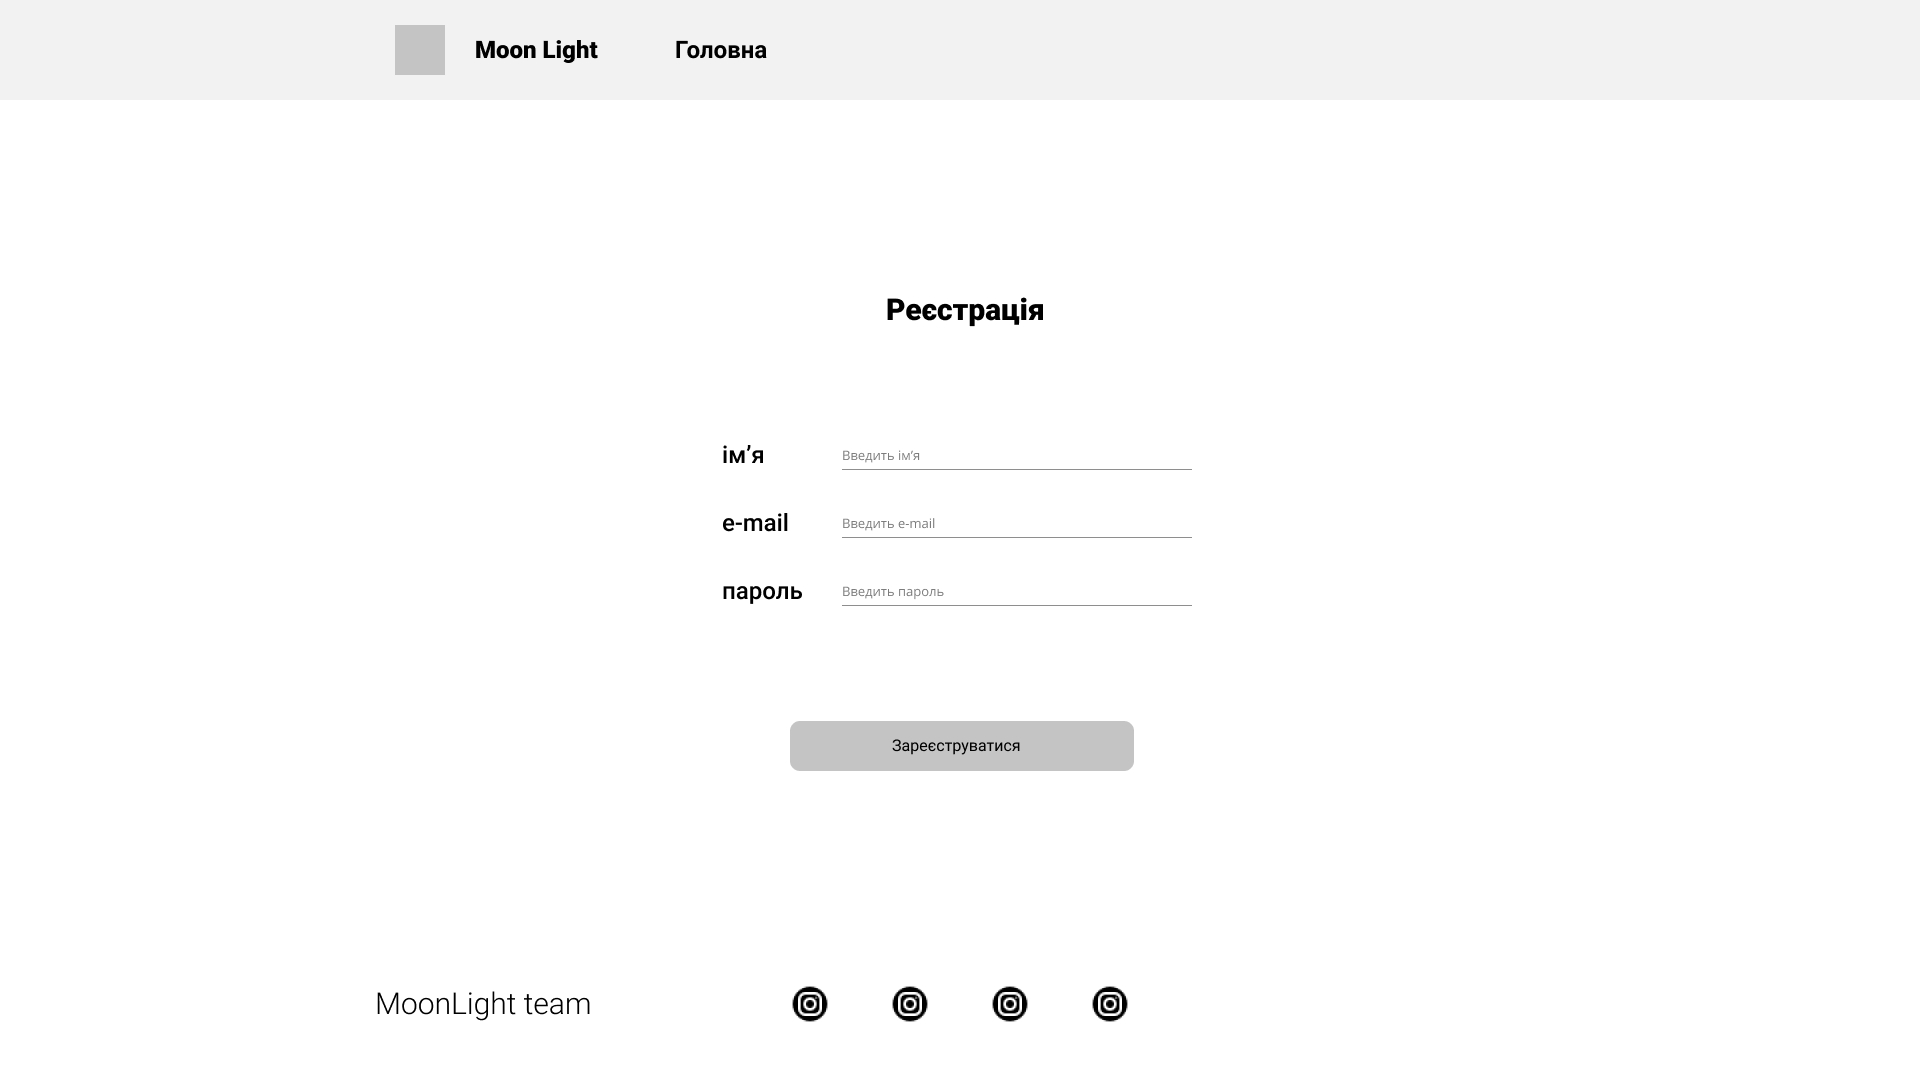 Moon Light
Головна
Реєстрація
ім’я
Введить ім’я
e-mail
Введить e-mail
пароль
Введить пароль
Зареєструватися
MoonLight team